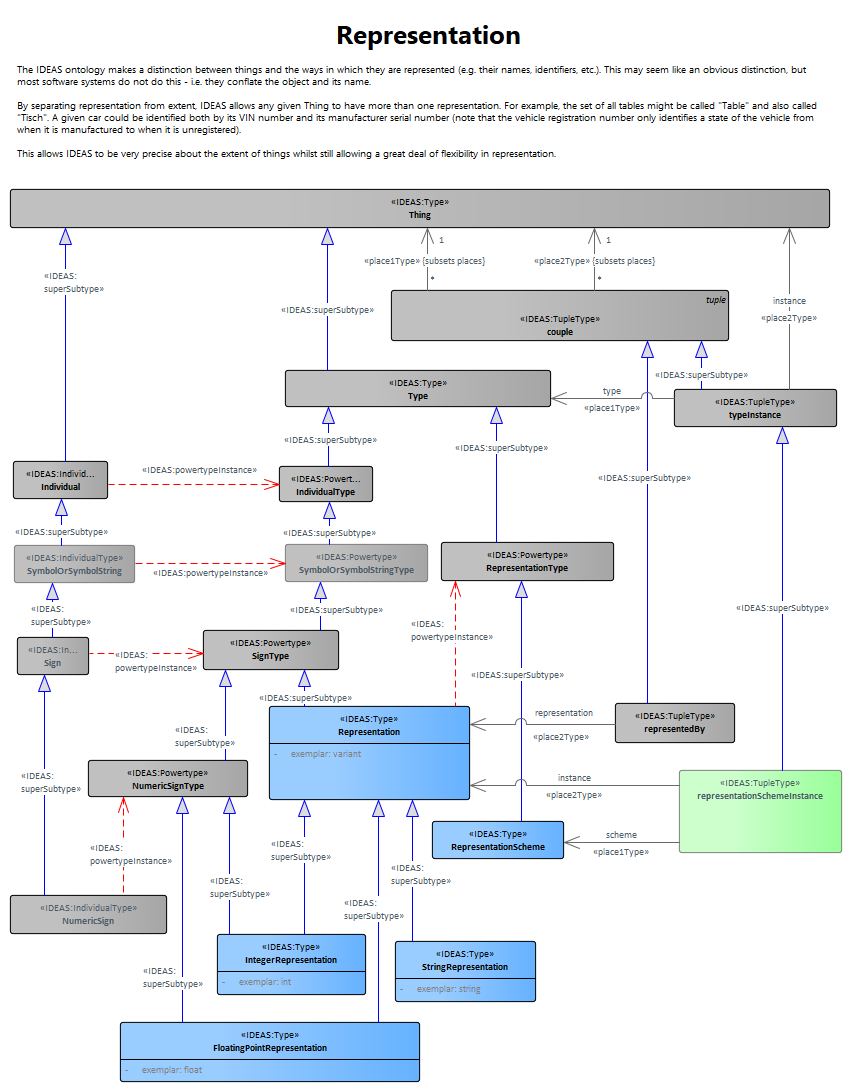 Representation
The IDEAS ontology makes a distinction between things and the ways in which they are represented (e.g. their names, identifiers, etc.). This may seem like an obvious distinction, but
most software systems do not do this - i.e. they conflate the object and its name.
By separating representation from extent, IDEAS allows any given Thing to have more than one representation. For example, the set of all tables might be called "Table" and also called
"Tisch". A given car could be identified both by its VIN number and its manufacturer serial number (note that the vehicle registration number only identifies a state of the vehicle from
when it is manufactured to when it is unregistered).
This allows IDEAS to be very precise about the extent of things whilst still allowing a great deal of flexibility in representation.
«IDEAS:Type»
Thing
1
1
«place1Type» {subsets places}
«place2Type» {subsets places}
*
*
«IDEAS:
superSubtype»
«IDEAS:superSubtype»
instance
«place2Type»
tuple
«IDEAS:TupleType»
couple
«IDEAS:superSubtype»
«IDEAS:Type»
Type
type
«place1Type»
«IDEAS:TupleType»
typeInstance
«IDEAS:superSubtype»
«IDEAS:superSubtype»
«IDEAS:superSubtype»
«IDEAS:Individ...
Individual
«IDEAS:powertypeInstance»
«IDEAS:Powert...
IndividualType
«IDEAS:superSubtype»
«IDEAS:superSubtype»
«IDEAS:IndividualType»
SymbolOrSymbolString
«IDEAS:powertypeInstance»
«IDEAS:Powertype»
SymbolOrSymbolStringType
«IDEAS:Powertype»
RepresentationType
«IDEAS:
superSubtype»
«IDEAS:superSubtype»
«IDEAS:superSubtype»
«IDEAS:
powertypeInstance»
«IDEAS:In...
Sign
«IDEAS:
powertypeInstance»
«IDEAS:Powertype»
SignType
«IDEAS:superSubtype»
«IDEAS:superSubtype»
«IDEAS:
superSubtype»
«IDEAS:Type»
Representation
- exemplar: variant
representation
«place2Type»
«IDEAS:TupleType»
representedBy
«IDEAS:
superSubtype»
«IDEAS:Powertype»
NumericSignType
instance
«place2Type»
«IDEAS:TupleType»
representationSchemeInstance
«IDEAS:Type»
RepresentationScheme
scheme
«place1Type»
«IDEAS:
powertypeInstance»
«IDEAS:
superSubtype»
«IDEAS:
superSubtype»
«IDEAS:
superSubtype»
«IDEAS:
superSubtype»
«IDEAS:IndividualType»
NumericSign
«IDEAS:Type»
IntegerRepresentation
- exemplar: int
«IDEAS:Type»
StringRepresentation
- exemplar: string
«IDEAS:
superSubtype»
«IDEAS:Type»
FloatingPointRepresentation
- exemplar: float